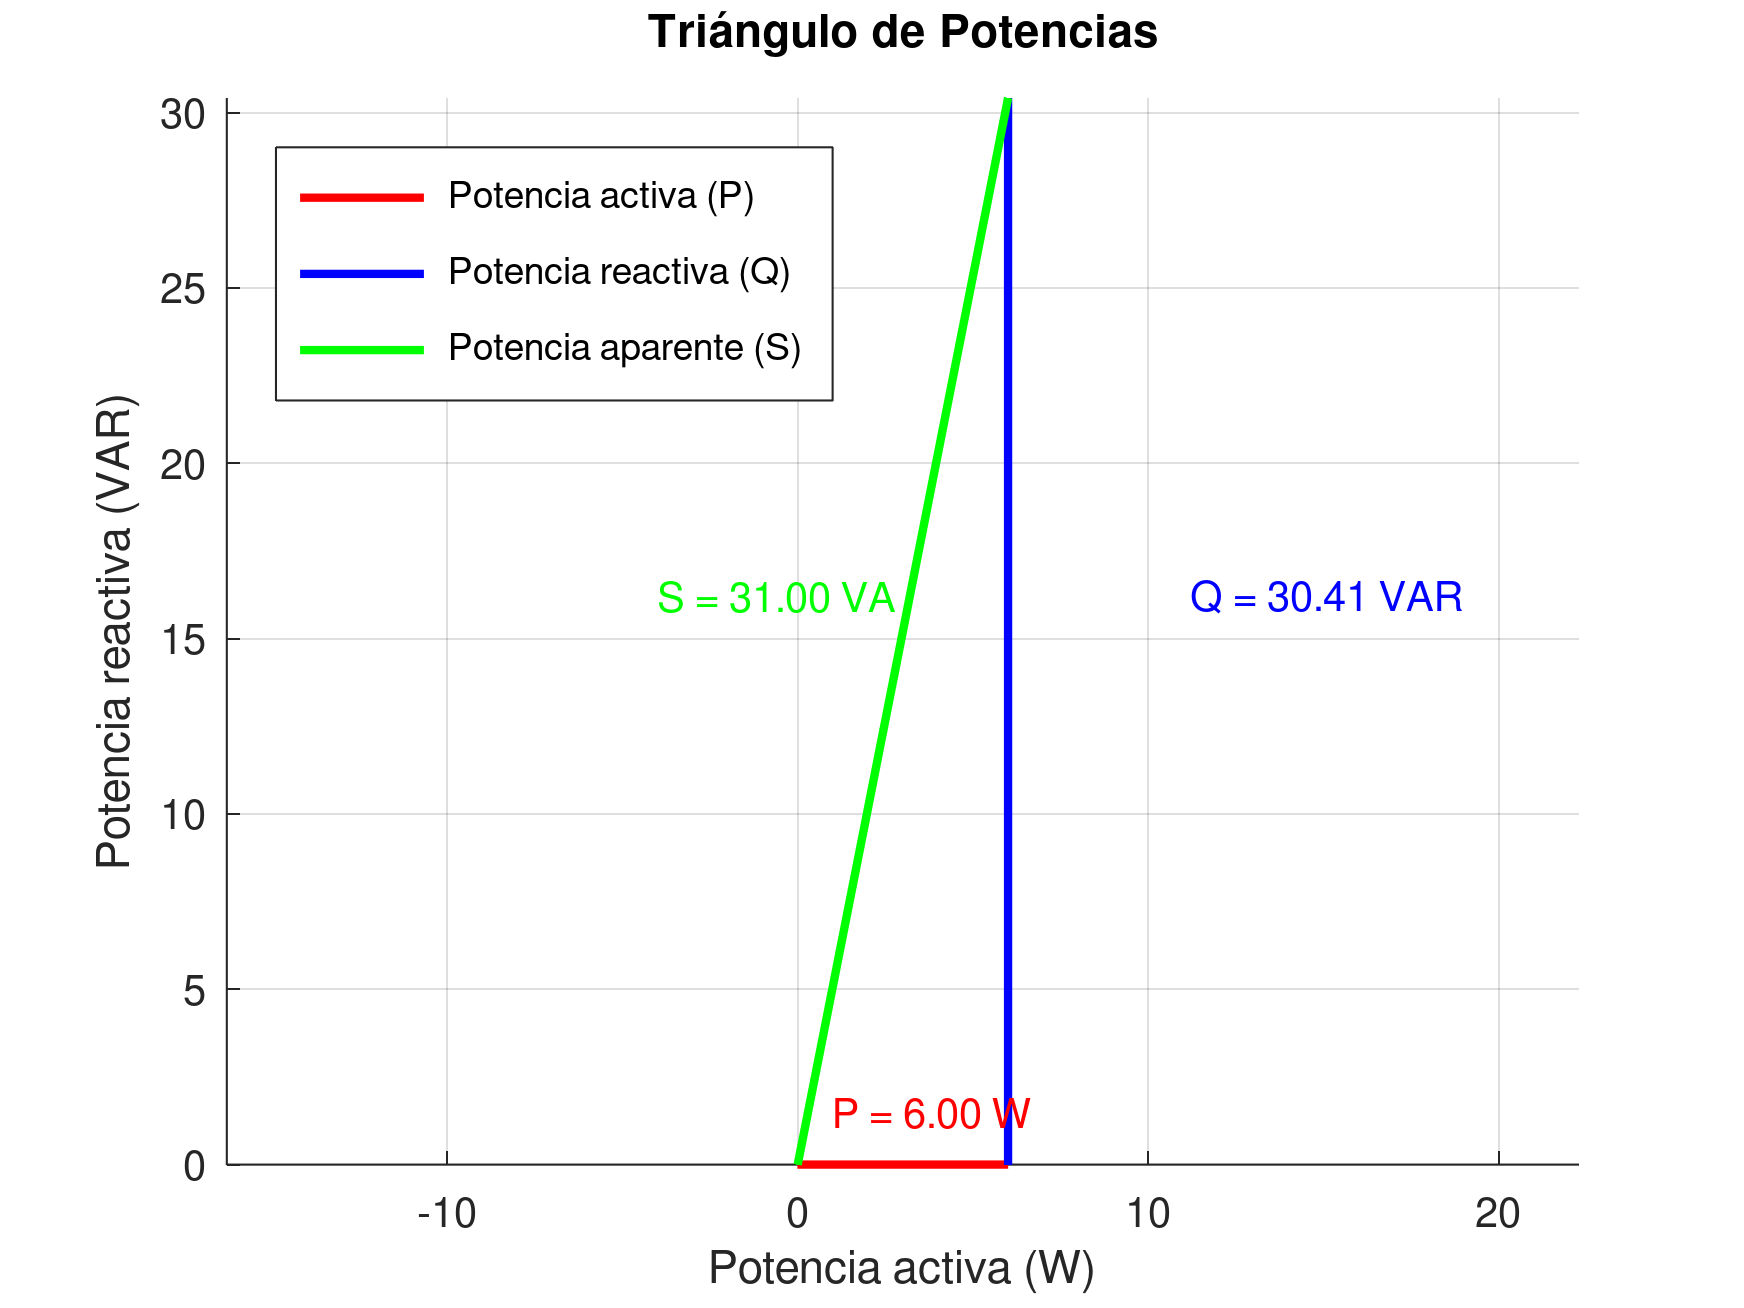 Triángulo de Potencias
30
25
20
15
10
5
0
Potencia reactiva (VAR)
Potencia activa (P)
Potencia reactiva (Q)
Potencia aparente (S)
S = 31.00 VA
Q = 30.41 VAR
P = 6.00 W
-10
0
10
20
Potencia activa (W)